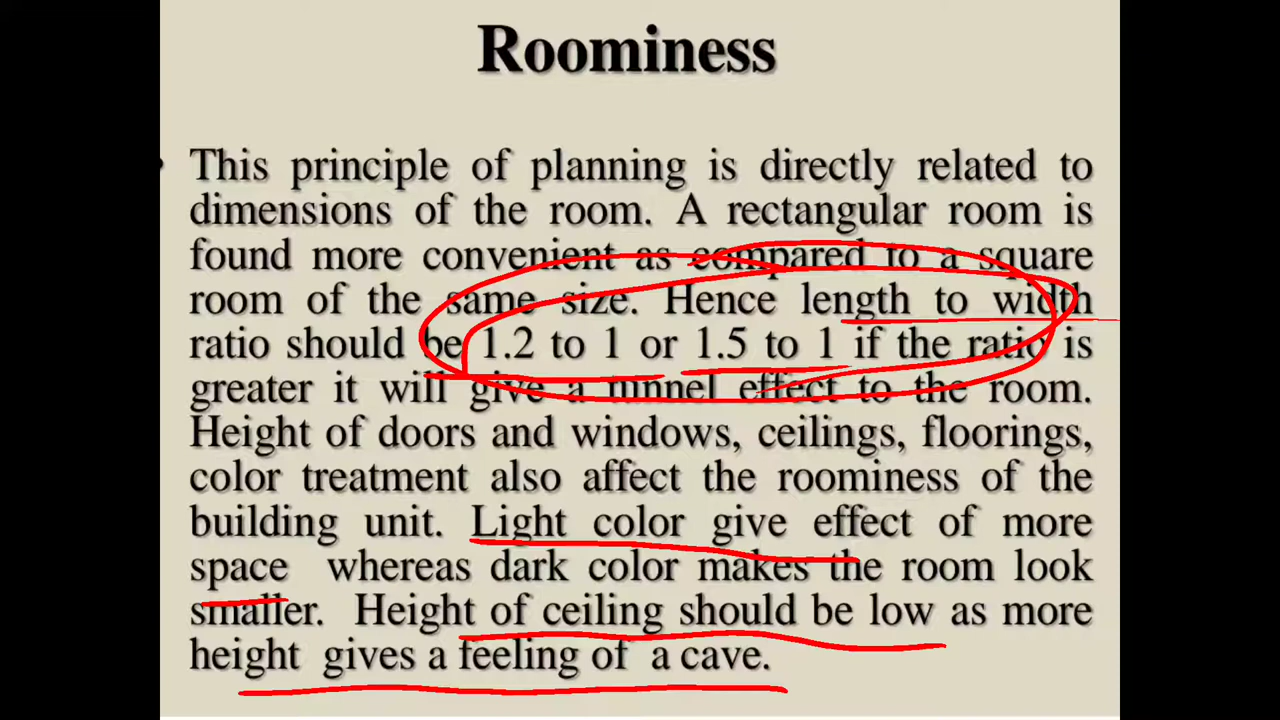 Roominess
• This principle of planning is directly related to
dimensions of the room. A rectangular room is
found more convenient as compared to a square
room of the same size. Hence length to width
ratio should be 1.2 to 1 or 1.5 to 1 if the ratio is
greater it will give a tunnel effect to the room.
Height of doors and windows, ceilings, floorings,
color treatment also affect the roominess of the
building unit. Light color give effect of more
space whereas dark color makes the room look
smaller. Height of ceiling should be low as more
height gives a feeling of a cave.